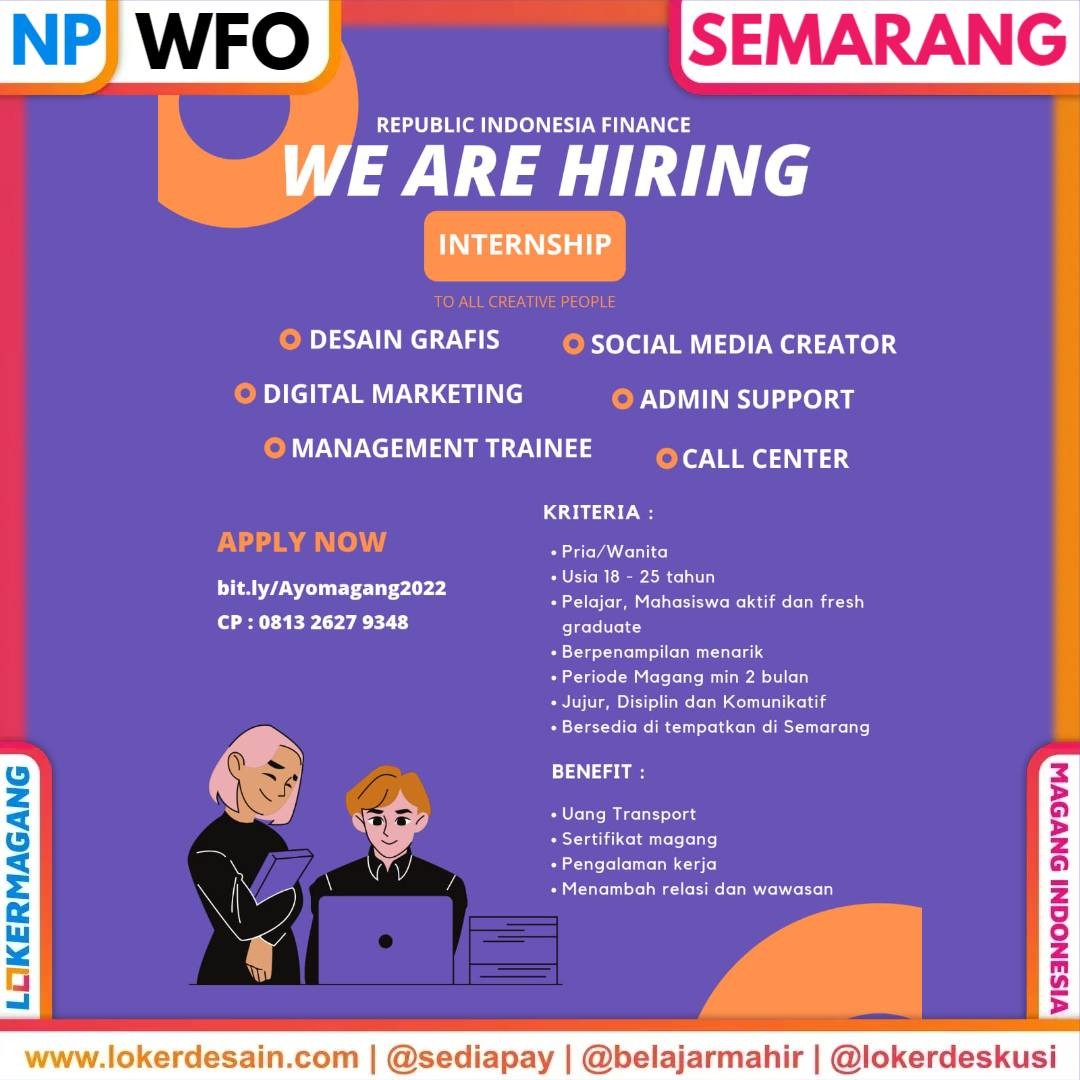 NP
WFO
SEMARANG
REPUBLIC INDONESIA FINANCE
WE ARE HIRING
INTERNSHIP
TO ALL CREATIVE PEOPLE
DESAIN GRAFIS
SOCIAL MEDIA CREATOR
DIGITAL MARKETING
ADMIN SUPPORT
MANAGEMENT TRAINEE
CALL CENTER
APPLY NOW
bit.ly/Ayomagang2022
CP : 0813 2627 9348
KRITERIA :
• Pria/Wanita
• Usia 18 - 25 tahun
• Pelajar, Mahasiswa aktif dan fresh
graduate
• Berpenampilan menarik
• Periode Magang min 2 bulan
• Jujur, Disiplin dan Komunikatif
• Bersedia di tempatkan di Semarang
BENEFIT :
• Uang Transport
• Sertifikat magang
• Pengalaman kerja
• Menambah relasi dan wawasan
LOKERMAGANG
MAGANG INDONESIA
www.lokerdesain.com | @sediapay | @belajarmahir | @lokerdeskusi